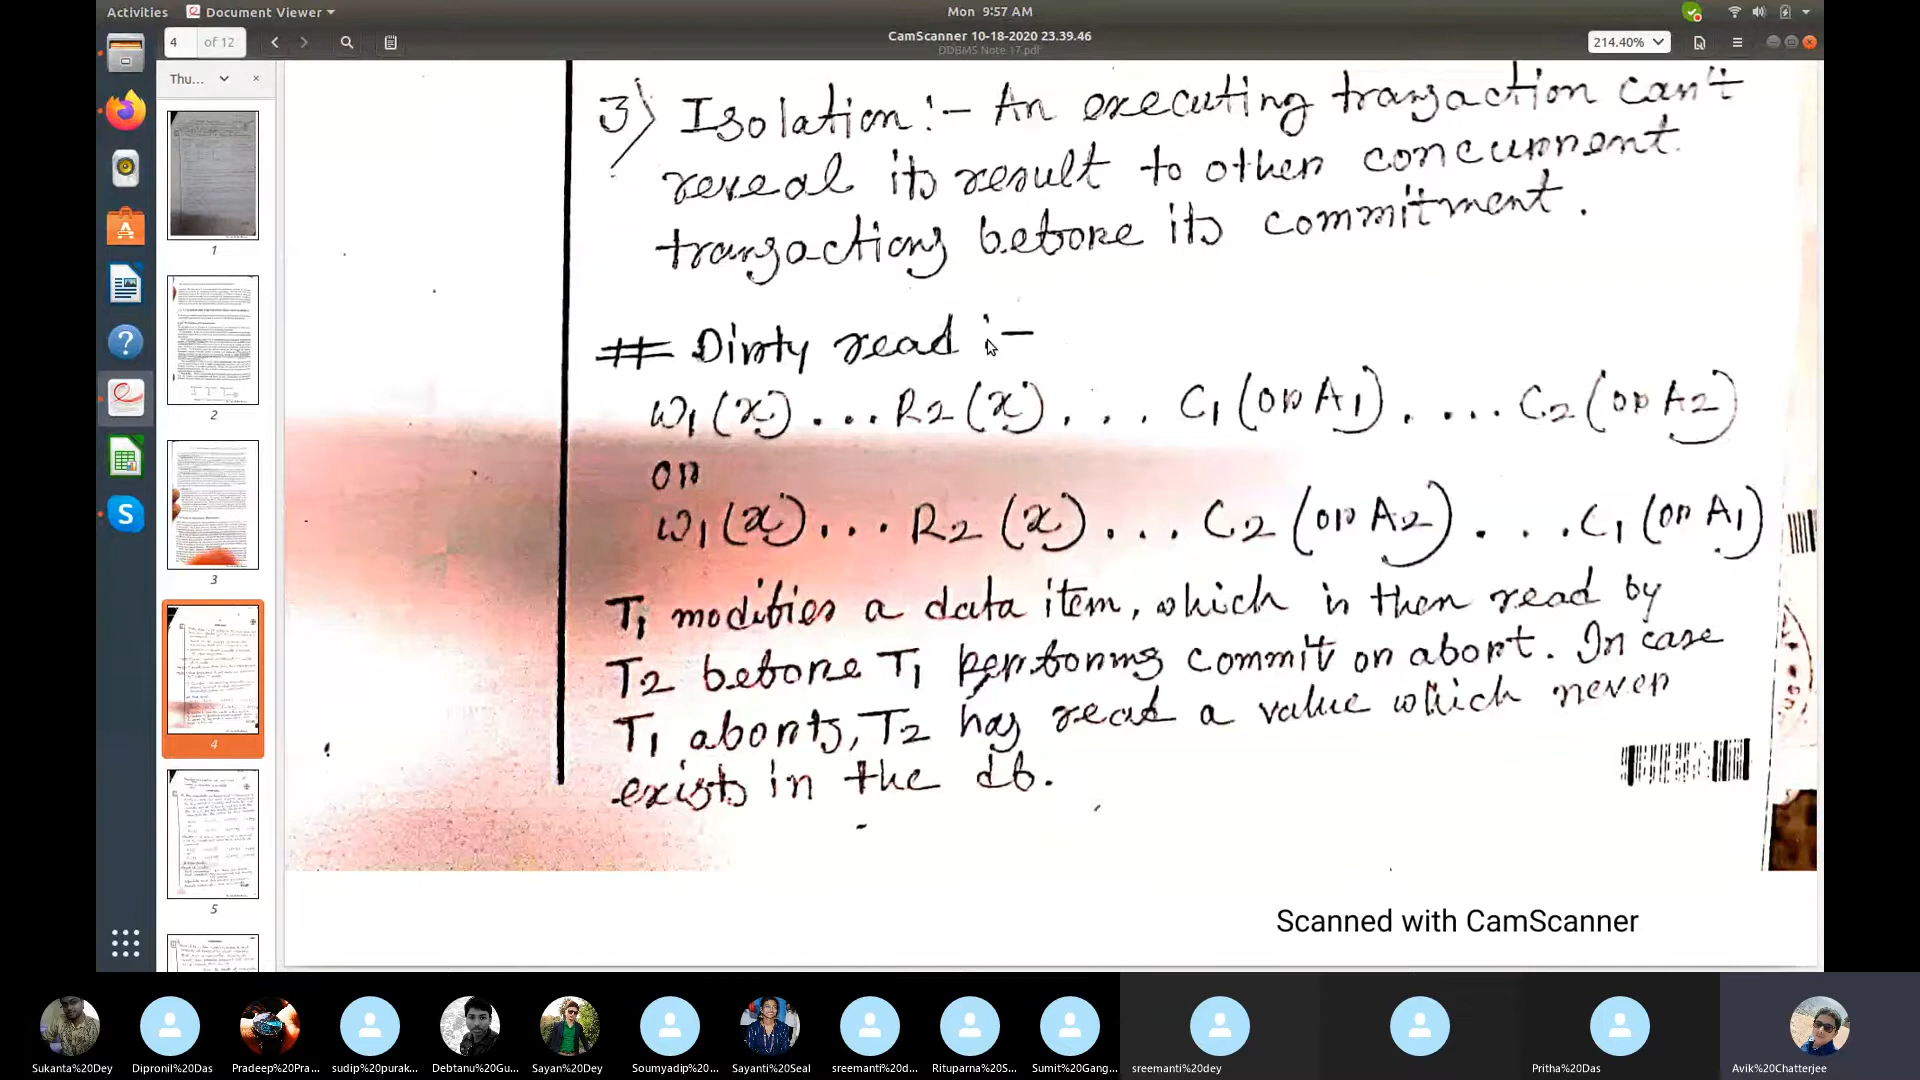 Activities Document Viewer Mon 9:57 AM
4 of 12 CamScanner 10-18-2020 23.39.46 214.40%
DDBMS Note 17.pdf
Thu...
3) Isolation :- An executing transaction can't
reveal its result to other concurrent
transactions before its commitment.
# Dirty read :-
W1(x) ... R2(x) ... C1(or A1) .... C2(or A2)
or
W1(x) ... R2(x) ... C2(or A2) ... C1(or A1)
T1 modifies a data item, which is then read by
T2 before T1 performs commit or abort. In case
T1 aborts, T2 has read a value which never
exists in the db.
Scanned with CamScanner
1
2
3
4
5
Sukanta%20Dey Dipronil%20Das Pradeep%20Pra... sudip%20purak... Debtanu%20Gu... Sayan%20Dey Soumyadip%20... Sayanti%20Seal sreemanti%20d... Rituparna%20S... Sumit%20Gang... sreemanti%20dey Pritha%20Das Avik%20Chatterjee